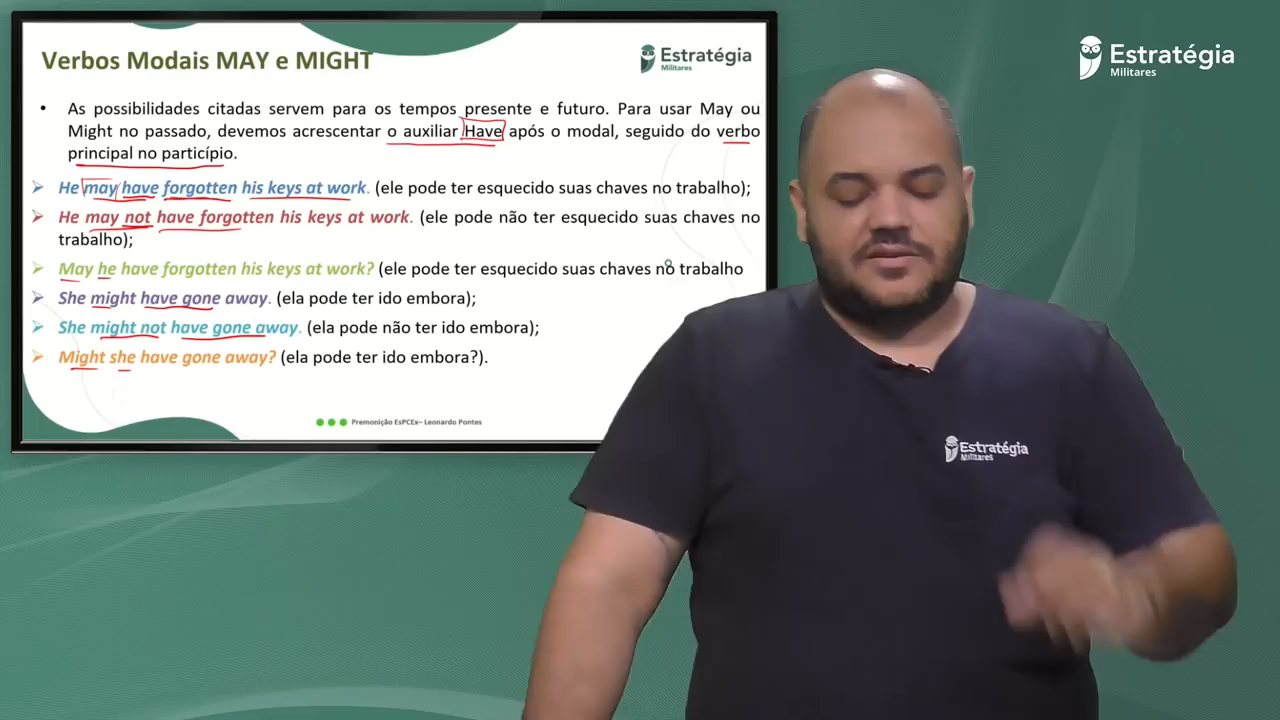 Verbos Modais MAY e MIGHT
Estratégia
Militares
• As possibilidades citadas servem para os tempos presente e futuro. Para usar May ou
Might no passado, devemos acrescentar o auxiliar Have após o modal, seguido do verbo
principal no particípio.
He may have forgotten his keys at work. (ele pode ter esquecido suas chaves no trabalho);
He may not have forgotten his keys at work. (ele pode não ter esquecido suas chaves no
trabalho);
May he have forgotten his keys at work? (ele pode ter esquecido suas chaves no trabalho
She might have gone away. (ela pode ter ido embora);
She might not have gone away. (ela pode não ter ido embora);
Might she have gone away? (ela pode ter ido embora?).
Premonição EsPCEx– Leonardo Pontes
Estratégia
Militares
Estratégia
Militares